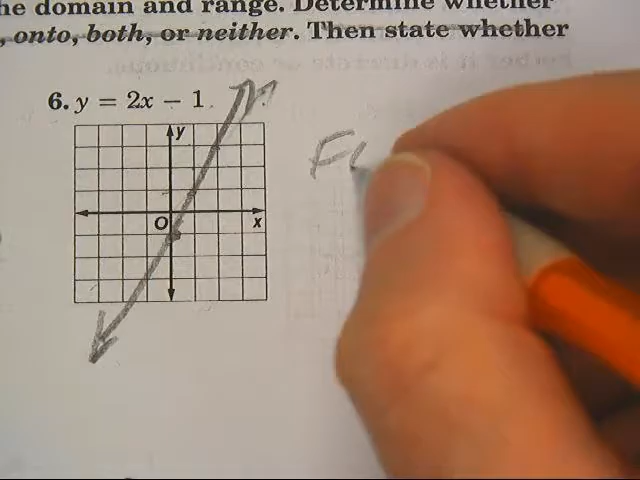 he domain and range. Determine whether
, onto, both, or neither. Then state whether
6. y = 2x − 1
y
O
x